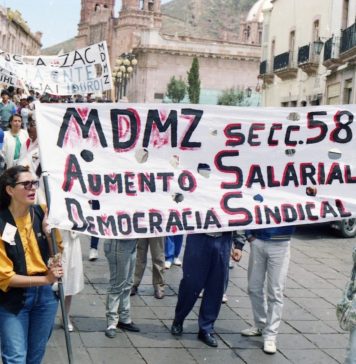 MDMZ SECC. 58
AUMENTO SALARIAL
DEMOCRACIA SINDICAL